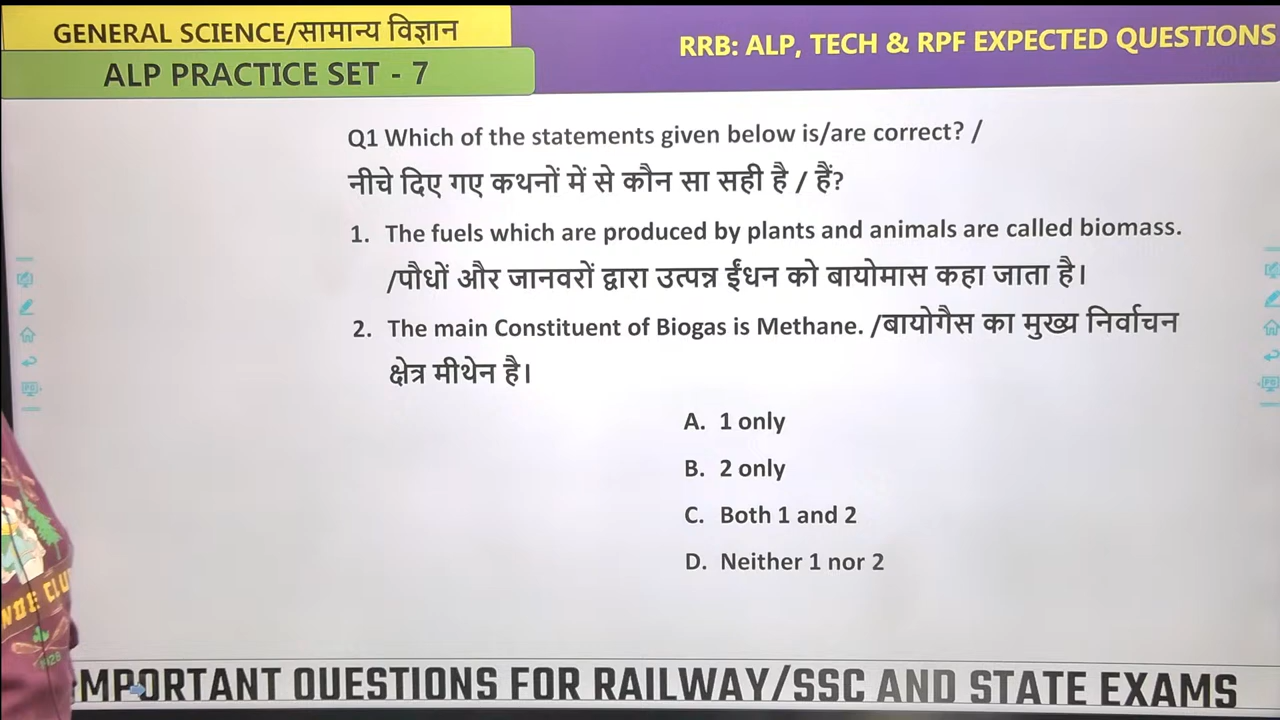 GENERAL SCIENCE/सामान्य विज्ञान
ALP PRACTICE SET - 7
RRB: ALP, TECH & RPF EXPECTED QUESTIONS
Q1 Which of the statements given below is/are correct? /
नीचे दिए गए कथनों में से कौन सा सही है / हैं?
1. The fuels which are produced by plants and animals are called biomass.
/पौधों और जानवरों द्वारा उत्पन्न ईंधन को बायोमास कहा जाता है।
2. The main Constituent of Biogas is Methane. /बायोगैस का मुख्य निर्वाचन
क्षेत्र मीथेन है।
A. 1 only
B. 2 only
C. Both 1 and 2
D. Neither 1 nor 2
MPORTANT QUESTIONS FOR RAILWAY/SSC AND STATE EXAMS